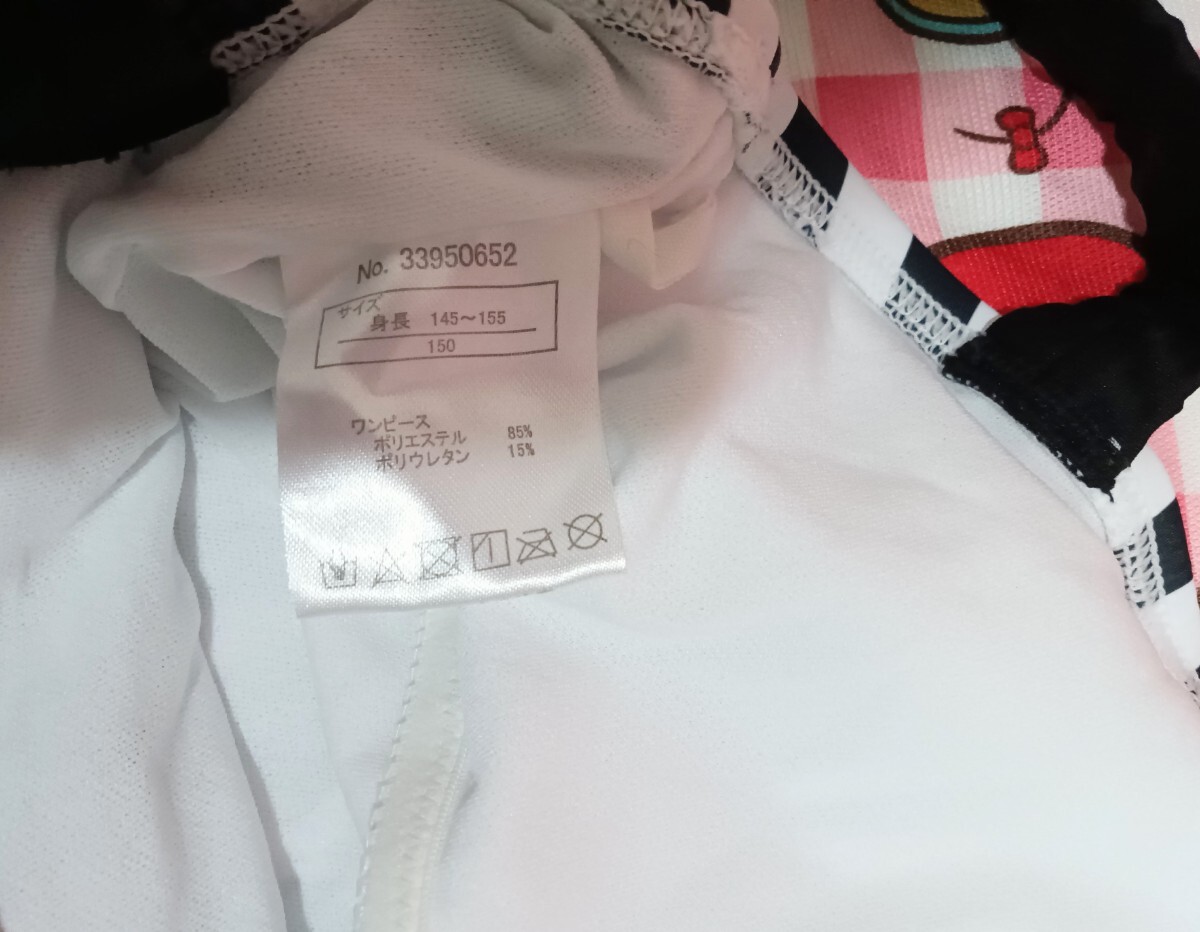 No. 33950652
サイズ
身長 145～155
150
ワンピース
ポリエステル 85%
ポリウレタン 15%